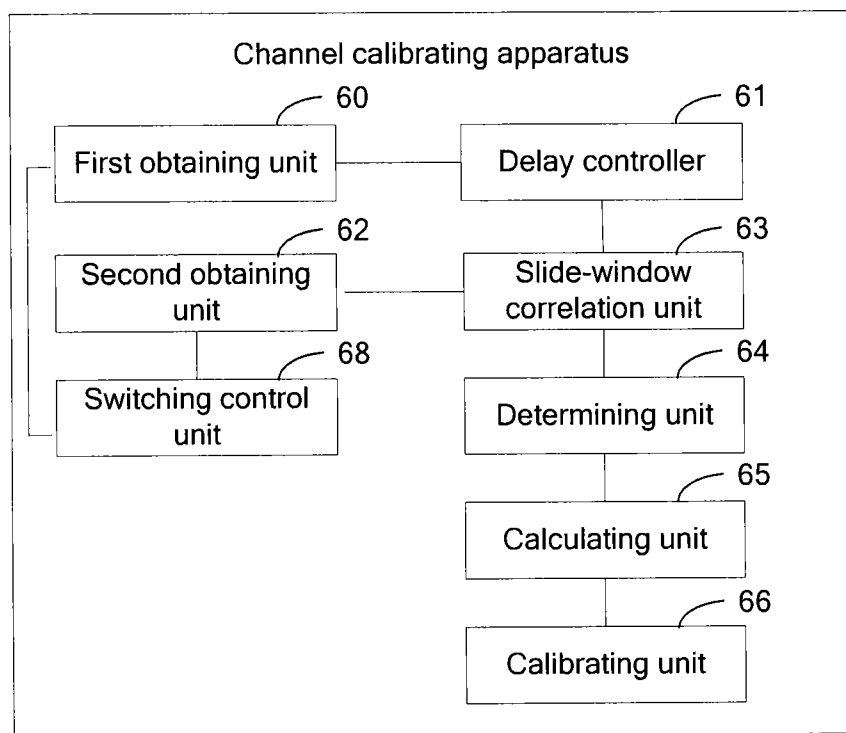 Channel calibrating apparatus
60
First obtaining unit
61
Delay controller
62
Second obtaining
unit
63
Slide-window
correlation unit
68
Switching control
unit
64
Determining unit
65
Calculating unit
66
Calibrating unit